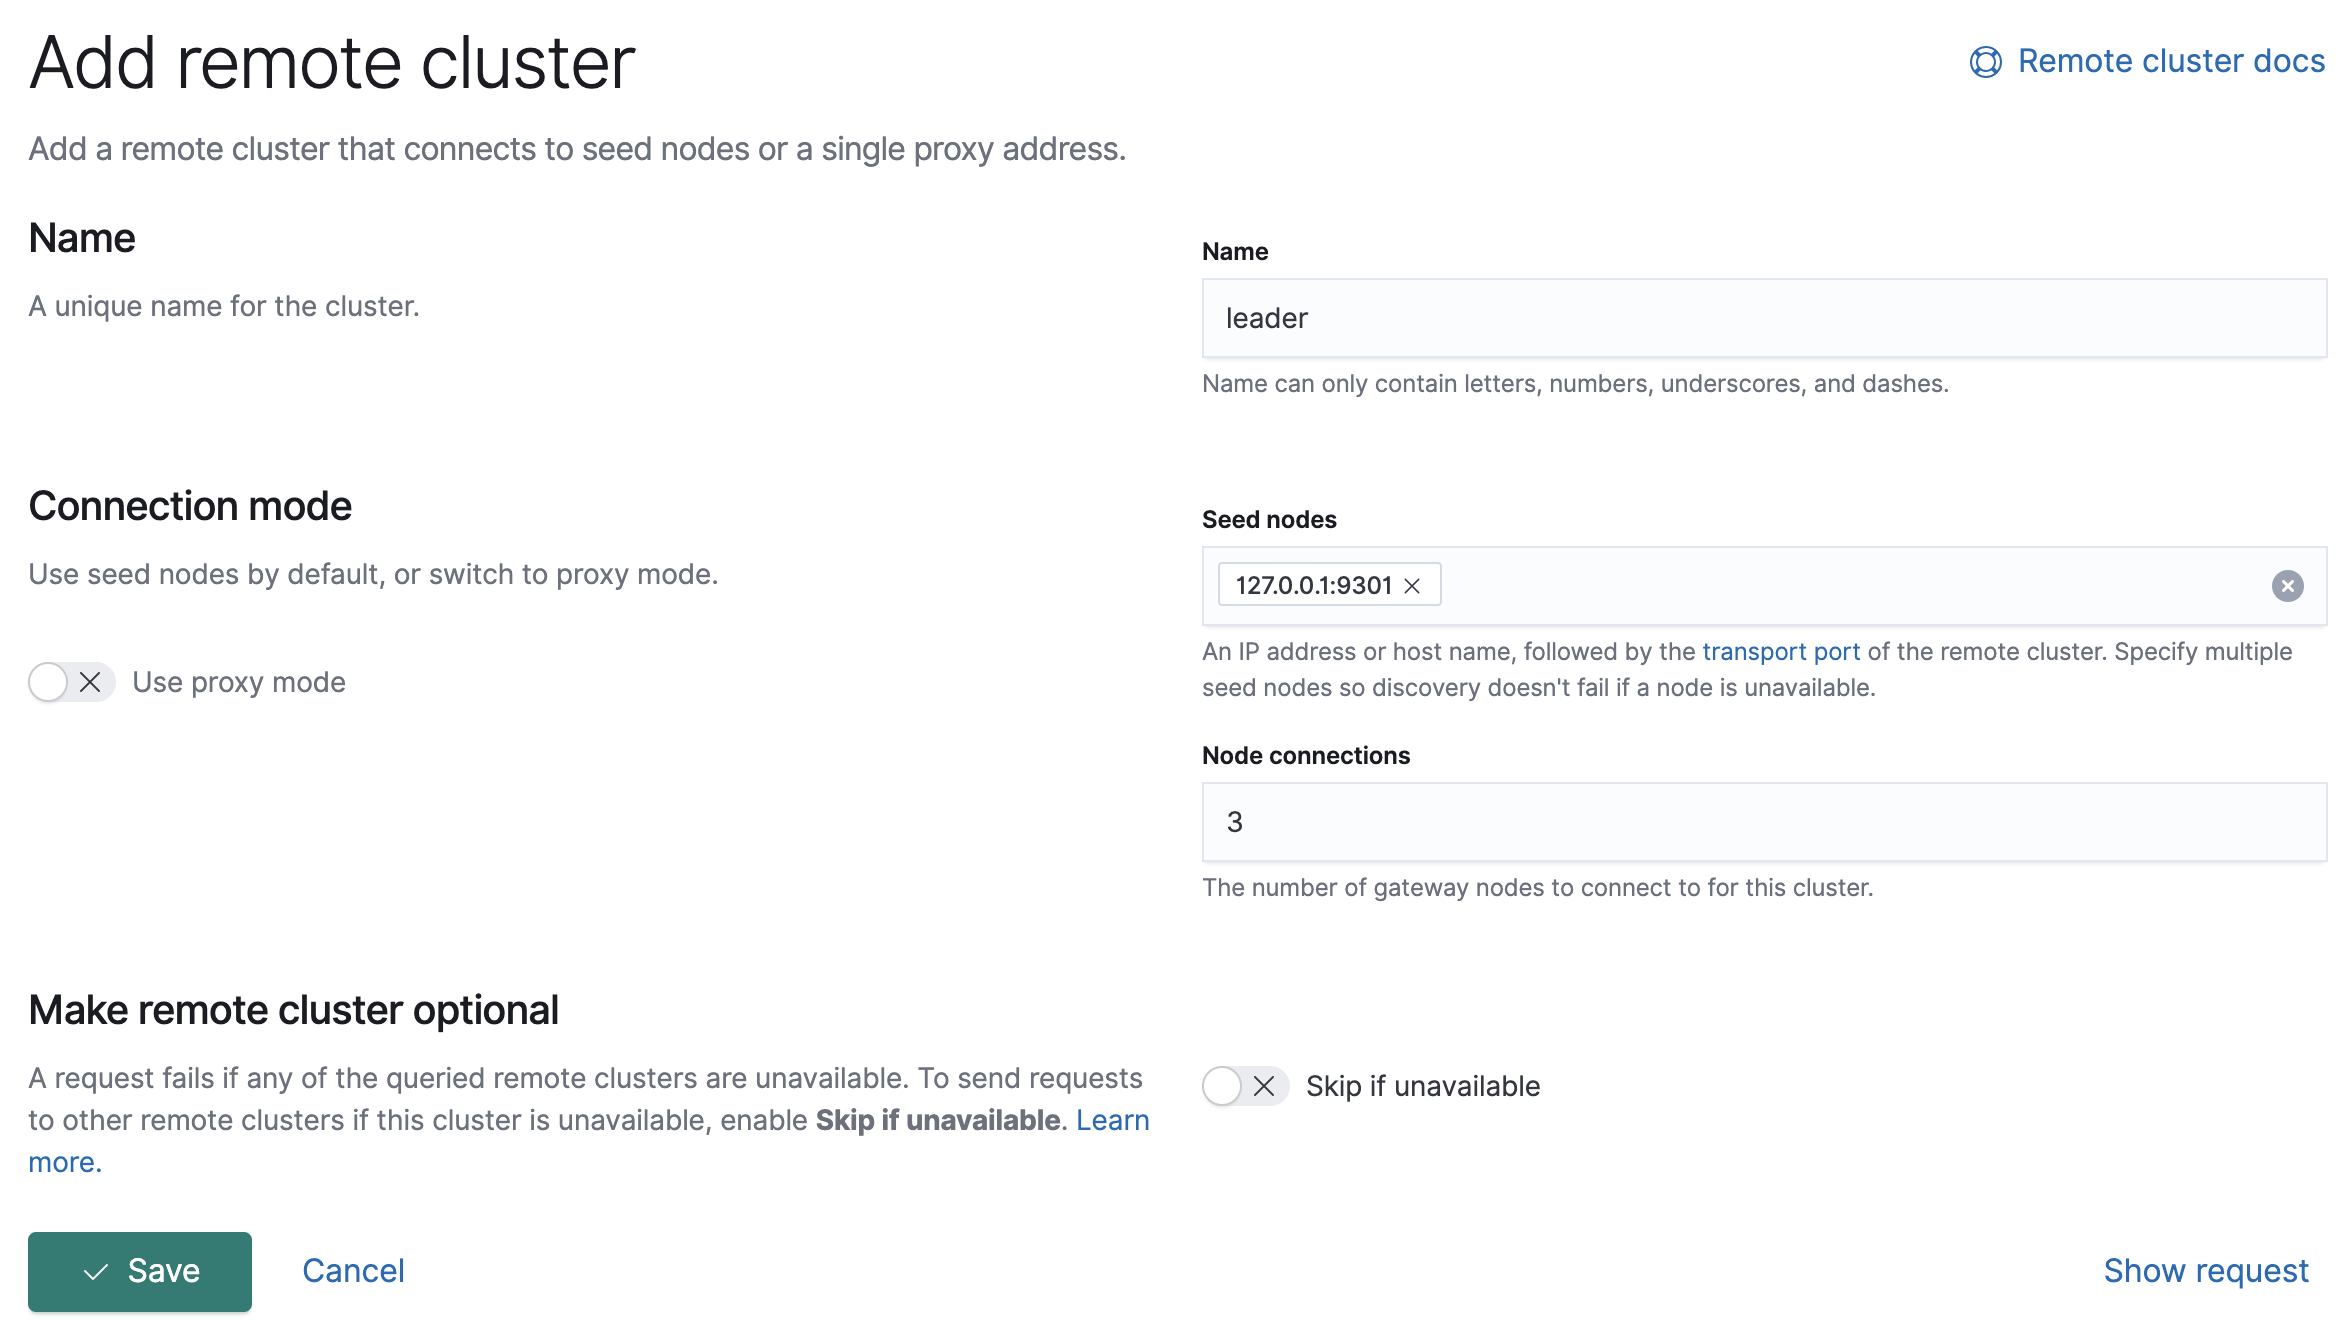 Add remote cluster
Remote cluster docs
Add a remote cluster that connects to seed nodes or a single proxy address.
Name
A unique name for the cluster.
Name
leader
Name can only contain letters, numbers, underscores, and dashes.
Connection mode
Use seed nodes by default, or switch to proxy mode.
Use proxy mode
Seed nodes
127.0.0.1:9301
An IP address or host name, followed by the transport port of the remote cluster. Specify multiple
seed nodes so discovery doesn't fail if a node is unavailable.
Node connections
3
The number of gateway nodes to connect to for this cluster.
Make remote cluster optional
A request fails if any of the queried remote clusters are unavailable. To send requests
to other remote clusters if this cluster is unavailable, enable Skip if unavailable. Learn
more.
Skip if unavailable
Save
Cancel
Show request